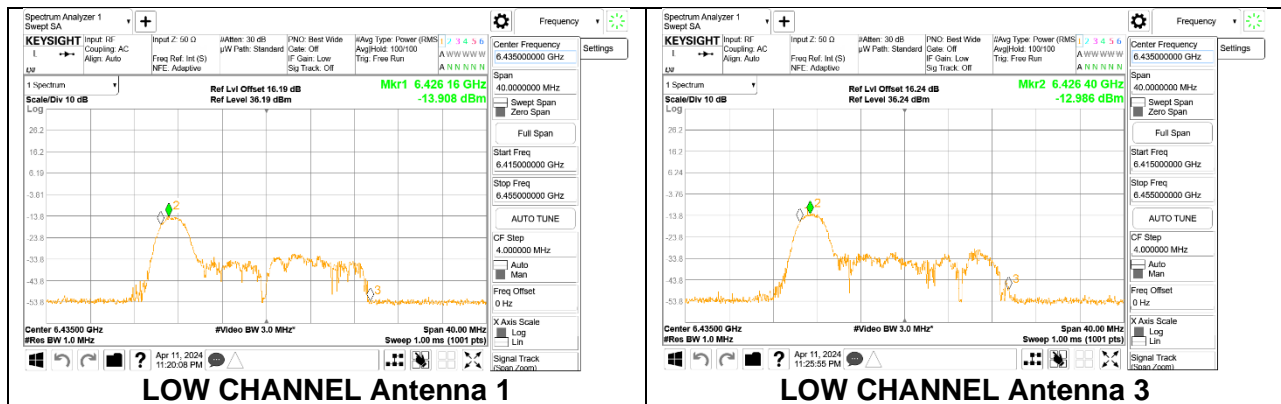 Spectrum Analyzer 1
Swept SA
+
Frequency
KEYSIGHT
Input: RF
Coupling: AC
Align: Auto
Input Z: 50 Ω
Freq Ref: Int (S)
NFE: Adaptive
#Atten: 30 dB
µW Path: Standard
PNO: Best Wide
Gate: Off
IF Gain: Low
Sig Track: Off
#Avg Type: Power (RMS
Avg|Hold: 100/100
Trig: Free Run
1 2 3 4 5 6
A W W W W W
A N N N N N
Center Frequency
6.435000000 GHz
Settings
Span
40.0000000 MHz
Swept Span
Zero Span
Full Span
Start Freq
6.415000000 GHz
Stop Freq
6.455000000 GHz
AUTO TUNE
CF Step
4.000000 MHz
Auto
Man
Freq Offset
0 Hz
X Axis Scale
Log
Lin
Signal Track
(Span Zoom)
1 Spectrum
Scale/Div 10 dB
Log
Ref Lvl Offset 16.19 dB
Ref Level 36.19 dBm
Mkr1 6.426 16 GHz
-13.908 dBm
26.2
16.2
6.19
-3.81
-13.8
-23.8
-33.8
-43.8
-53.8
2
3
Center 6.43500 GHz
#Res BW 1.0 MHz
#Video BW 3.0 MHz*
Span 40.00 MHz
Sweep 1.00 ms (1001 pts)
?
Apr 11, 2024
11:20:08 PM
LOW CHANNEL Antenna 1
Spectrum Analyzer 1
Swept SA
+
Frequency
KEYSIGHT
Input: RF
Coupling: AC
Align: Auto
Input Z: 50 Ω
Freq Ref: Int (S)
NFE: Adaptive
#Atten: 30 dB
µW Path: Standard
PNO: Best Wide
Gate: Off
IF Gain: Low
Sig Track: Off
#Avg Type: Power (RMS
Avg|Hold: 100/100
Trig: Free Run
1 2 3 4 5 6
A W W W W W
A N N N N N
Center Frequency
6.435000000 GHz
Settings
Span
40.0000000 MHz
Swept Span
Zero Span
Full Span
Start Freq
6.415000000 GHz
Stop Freq
6.455000000 GHz
AUTO TUNE
CF Step
4.000000 MHz
Auto
Man
Freq Offset
0 Hz
X Axis Scale
Log
Lin
Signal Track
(Span Zoom)
1 Spectrum
Scale/Div 10 dB
Log
Ref Lvl Offset 16.24 dB
Ref Level 36.24 dBm
Mkr2 6.426 40 GHz
-12.986 dBm
26.2
16.2
6.24
-3.76
-13.8
-23.8
-33.8
-43.8
-53.8
2
3
Center 6.43500 GHz
#Res BW 1.0 MHz
#Video BW 3.0 MHz*
Span 40.00 MHz
Sweep 1.00 ms (1001 pts)
?
Apr 11, 2024
11:25:55 PM
LOW CHANNEL Antenna 3